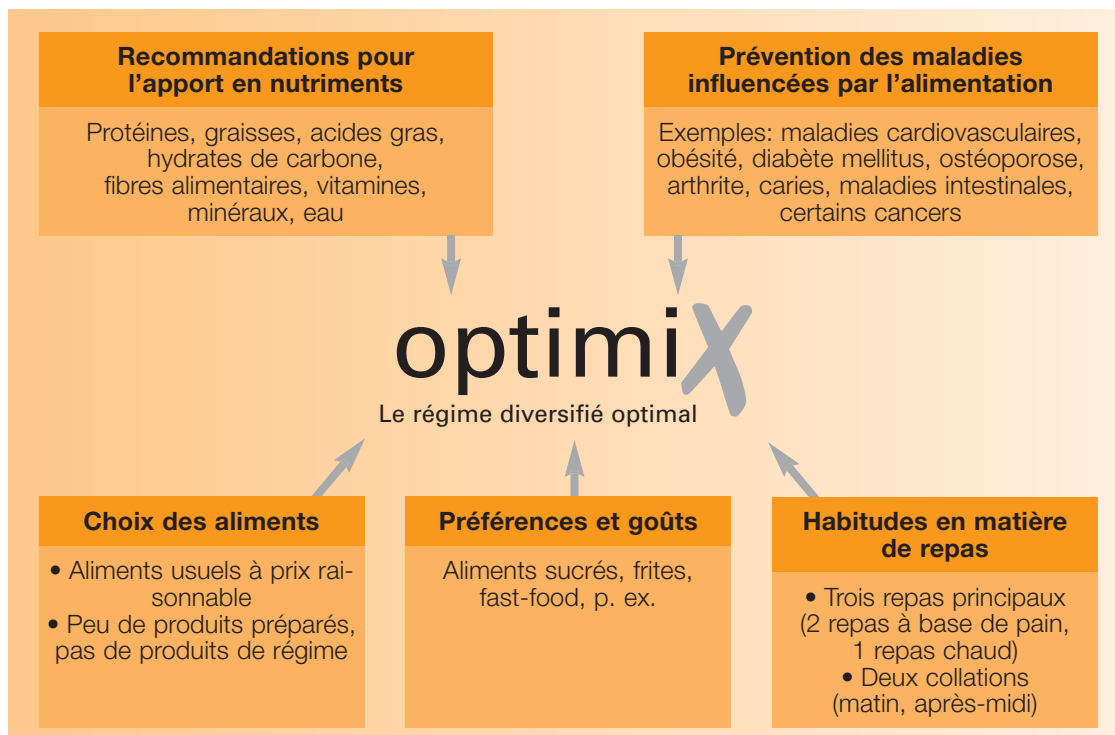 Recommandations pour
l'apport en nutriments
Protéines, graisses, acides gras,
hydrates de carbone,
fibres alimentaires, vitamines,
minéraux, eau
Prévention des maladies
influencées par l'alimentation
Exemples: maladies cardiovasculaires,
obésité, diabète mellitus, ostéoporose,
arthrite, caries, maladies intestinales,
certains cancers
optimiX
Le régime diversifié optimal
Choix des aliments
• Aliments usuels à prix rai-
sonnable
• Peu de produits préparés,
pas de produits de régime
Préférences et goûts
Aliments sucrés, frites,
fast-food, p. ex.
Habitudes en matière
de repas
• Trois repas principaux
(2 repas à base de pain,
1 repas chaud)
• Deux collations
(matin, après-midi)